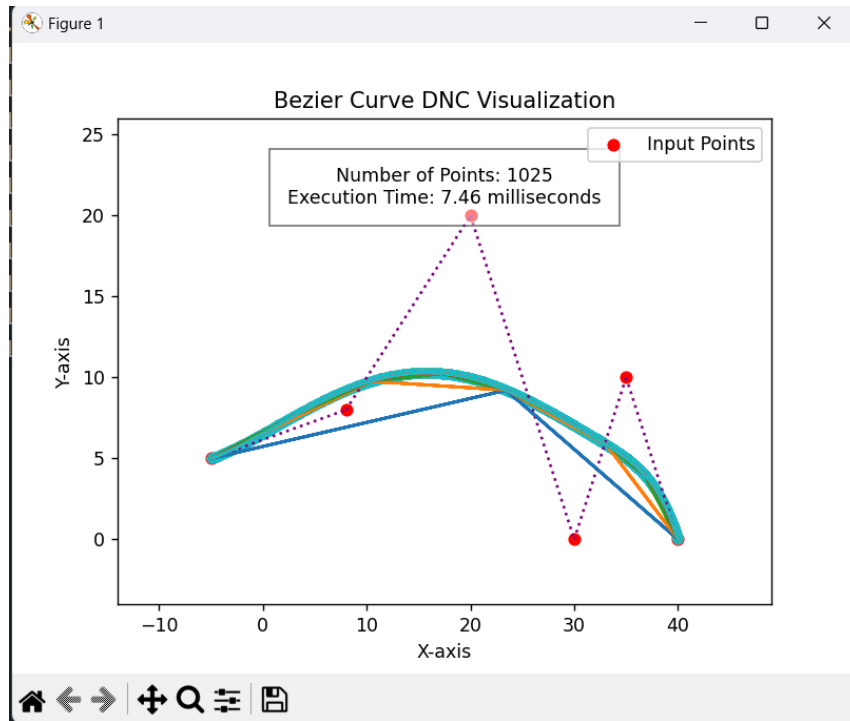 Figure 1
Bezier Curve DNC Visualization
Input Points
Number of Points: 1025
Execution Time: 7.46 milliseconds
25
20
15
10
5
0
Y-axis
−10
0
10
20
30
40
X-axis